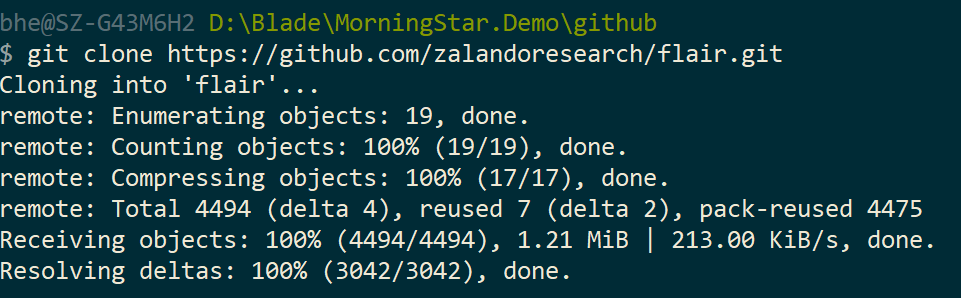 bhe@SZ-G43M6H2 D:\Blade\MorningStar.Demo\github
$ git clone https://github.com/zalandoresearch/flair.git
Cloning into 'flair'...
remote: Enumerating objects: 19, done.
remote: Counting objects: 100% (19/19), done.
remote: Compressing objects: 100% (17/17), done.
remote: Total 4494 (delta 4), reused 7 (delta 2), pack-reused 4475
Receiving objects: 100% (4494/4494), 1.21 MiB | 213.00 KiB/s, done.
Resolving deltas: 100% (3042/3042), done.